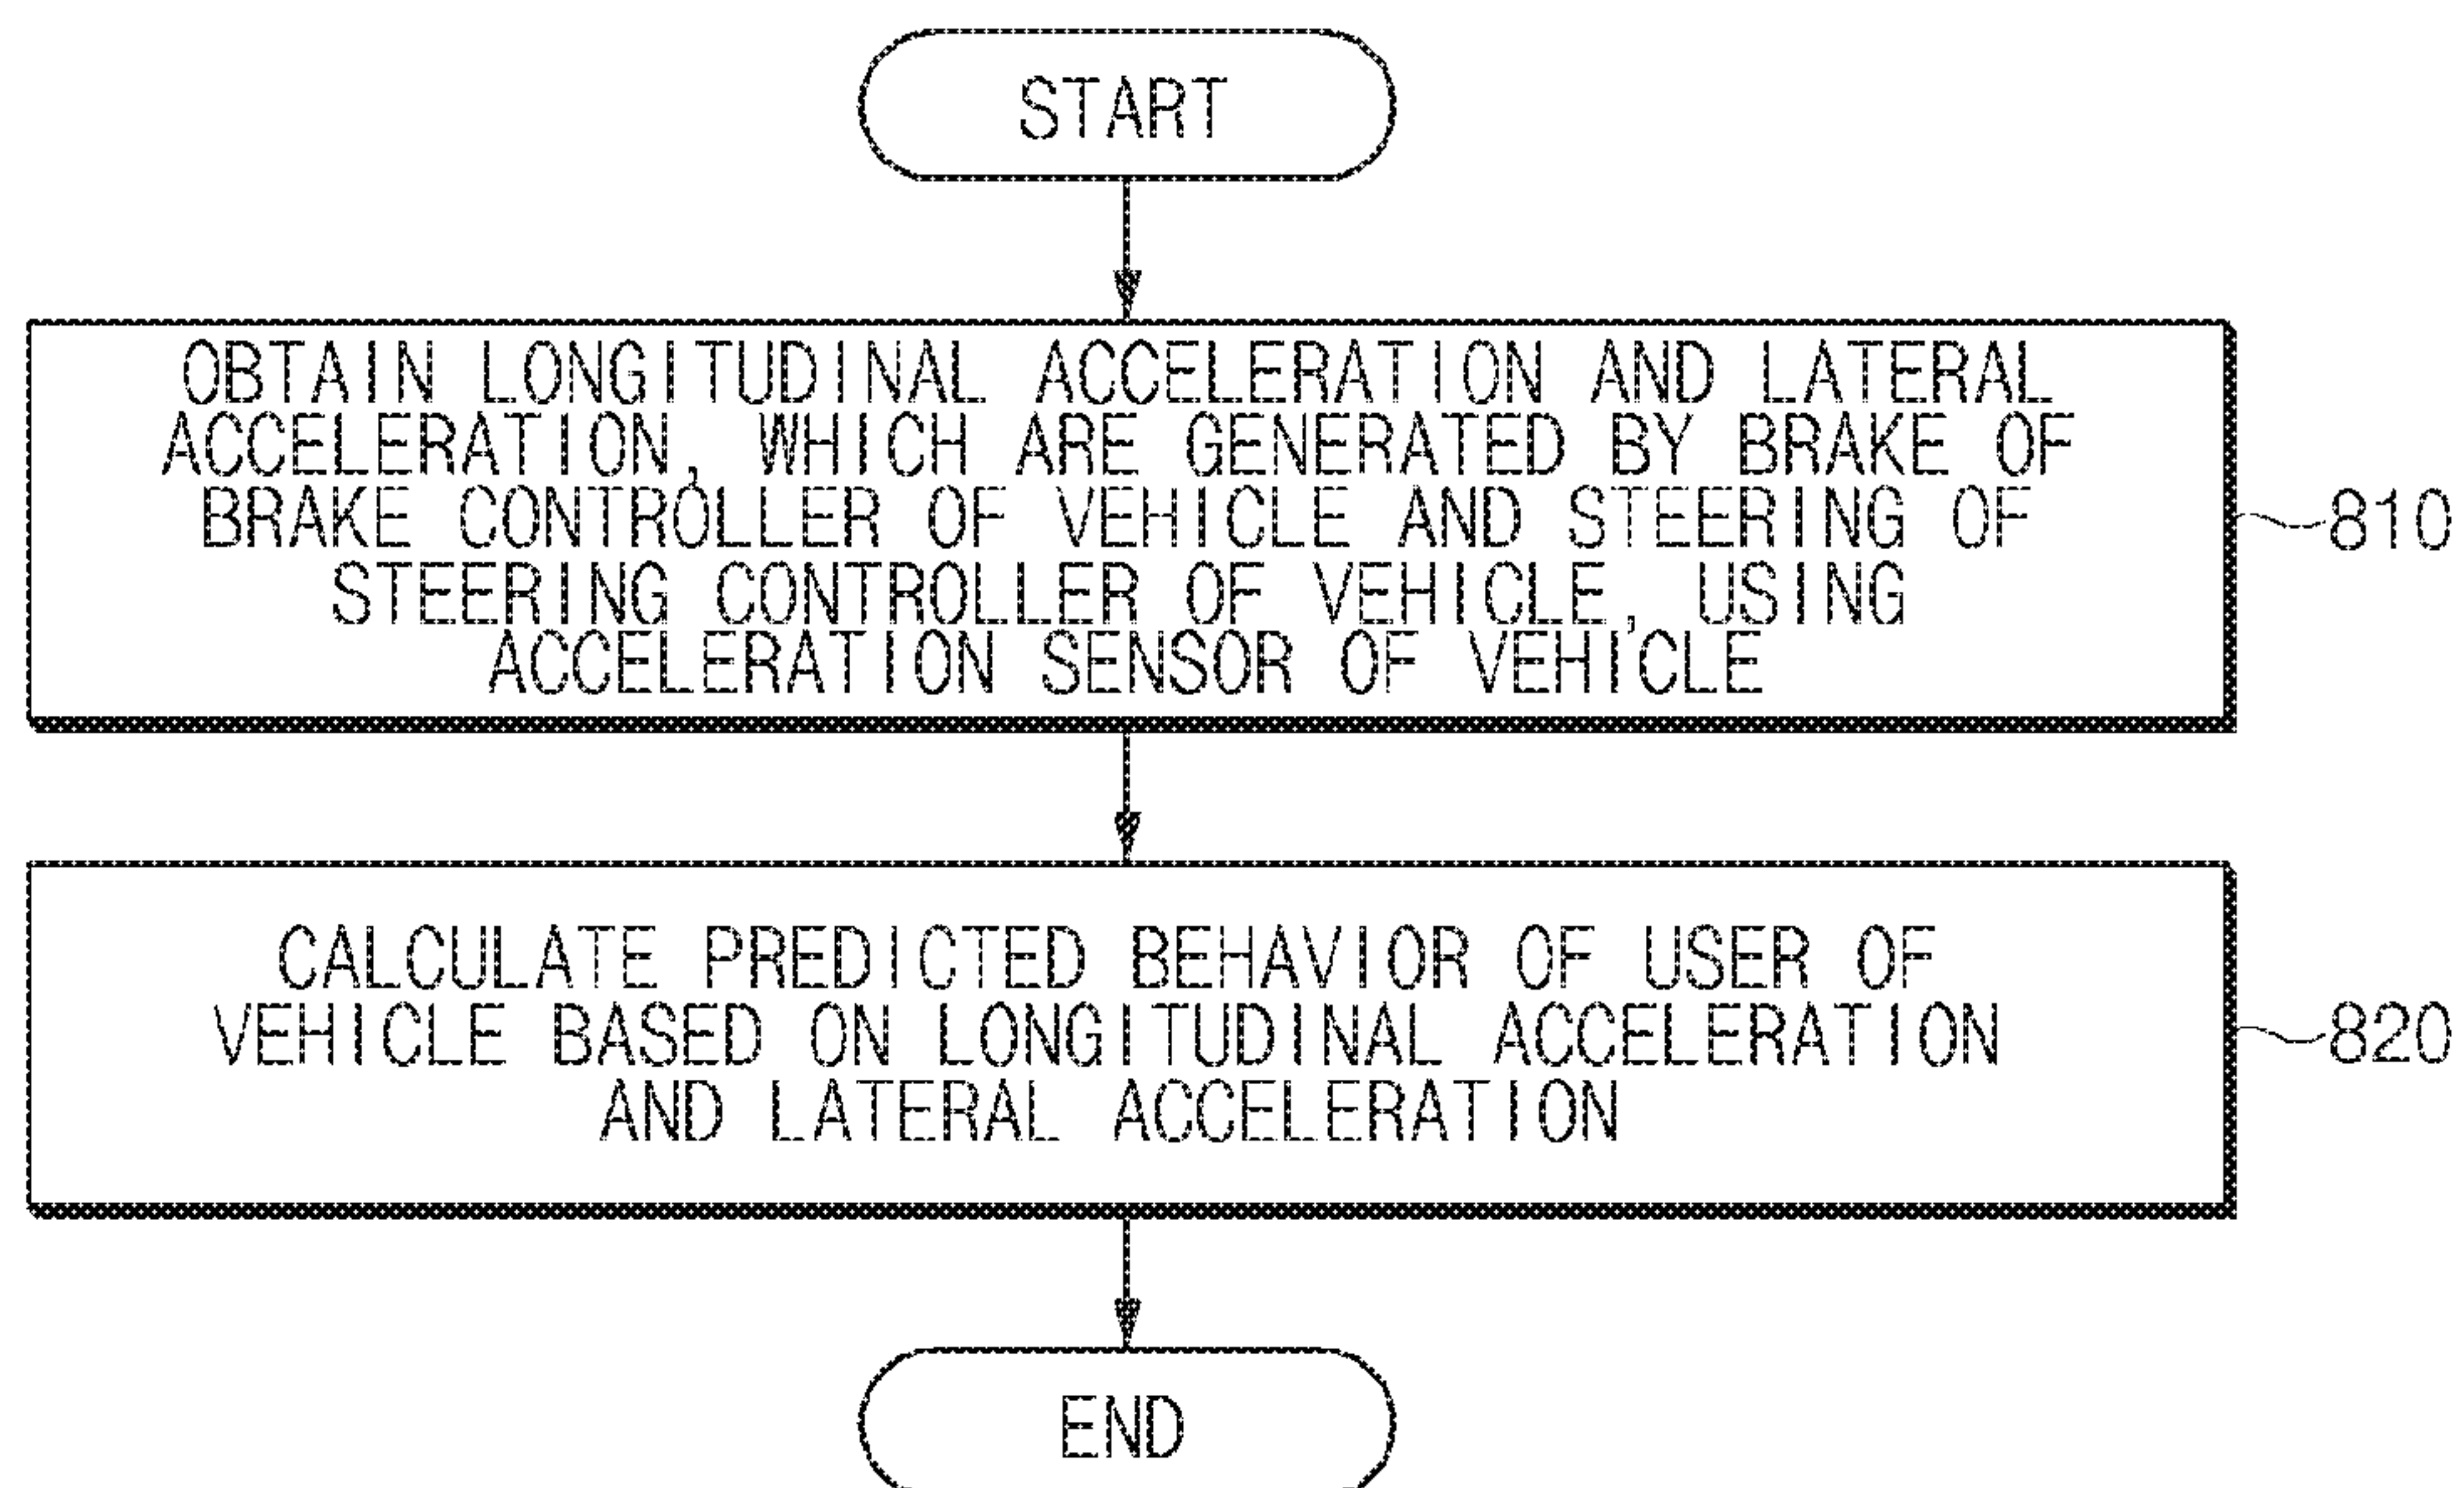 START
OBTAIN LONGITUDINAL ACCELERATION AND LATERAL
ACCELERATION, WHICH ARE GENERATED BY BRAKE OF
BRAKE CONTROLLER OF VEHICLE AND STEERING OF
STEERING CONTROLLER OF VEHICLE, USING
ACCELERATION SENSOR OF VEHICLE
810
CALCULATE PREDICTED BEHAVIOR OF USER OF
VEHICLE BASED ON LONGITUDINAL ACCELERATION
AND LATERAL ACCELERATION
820
END